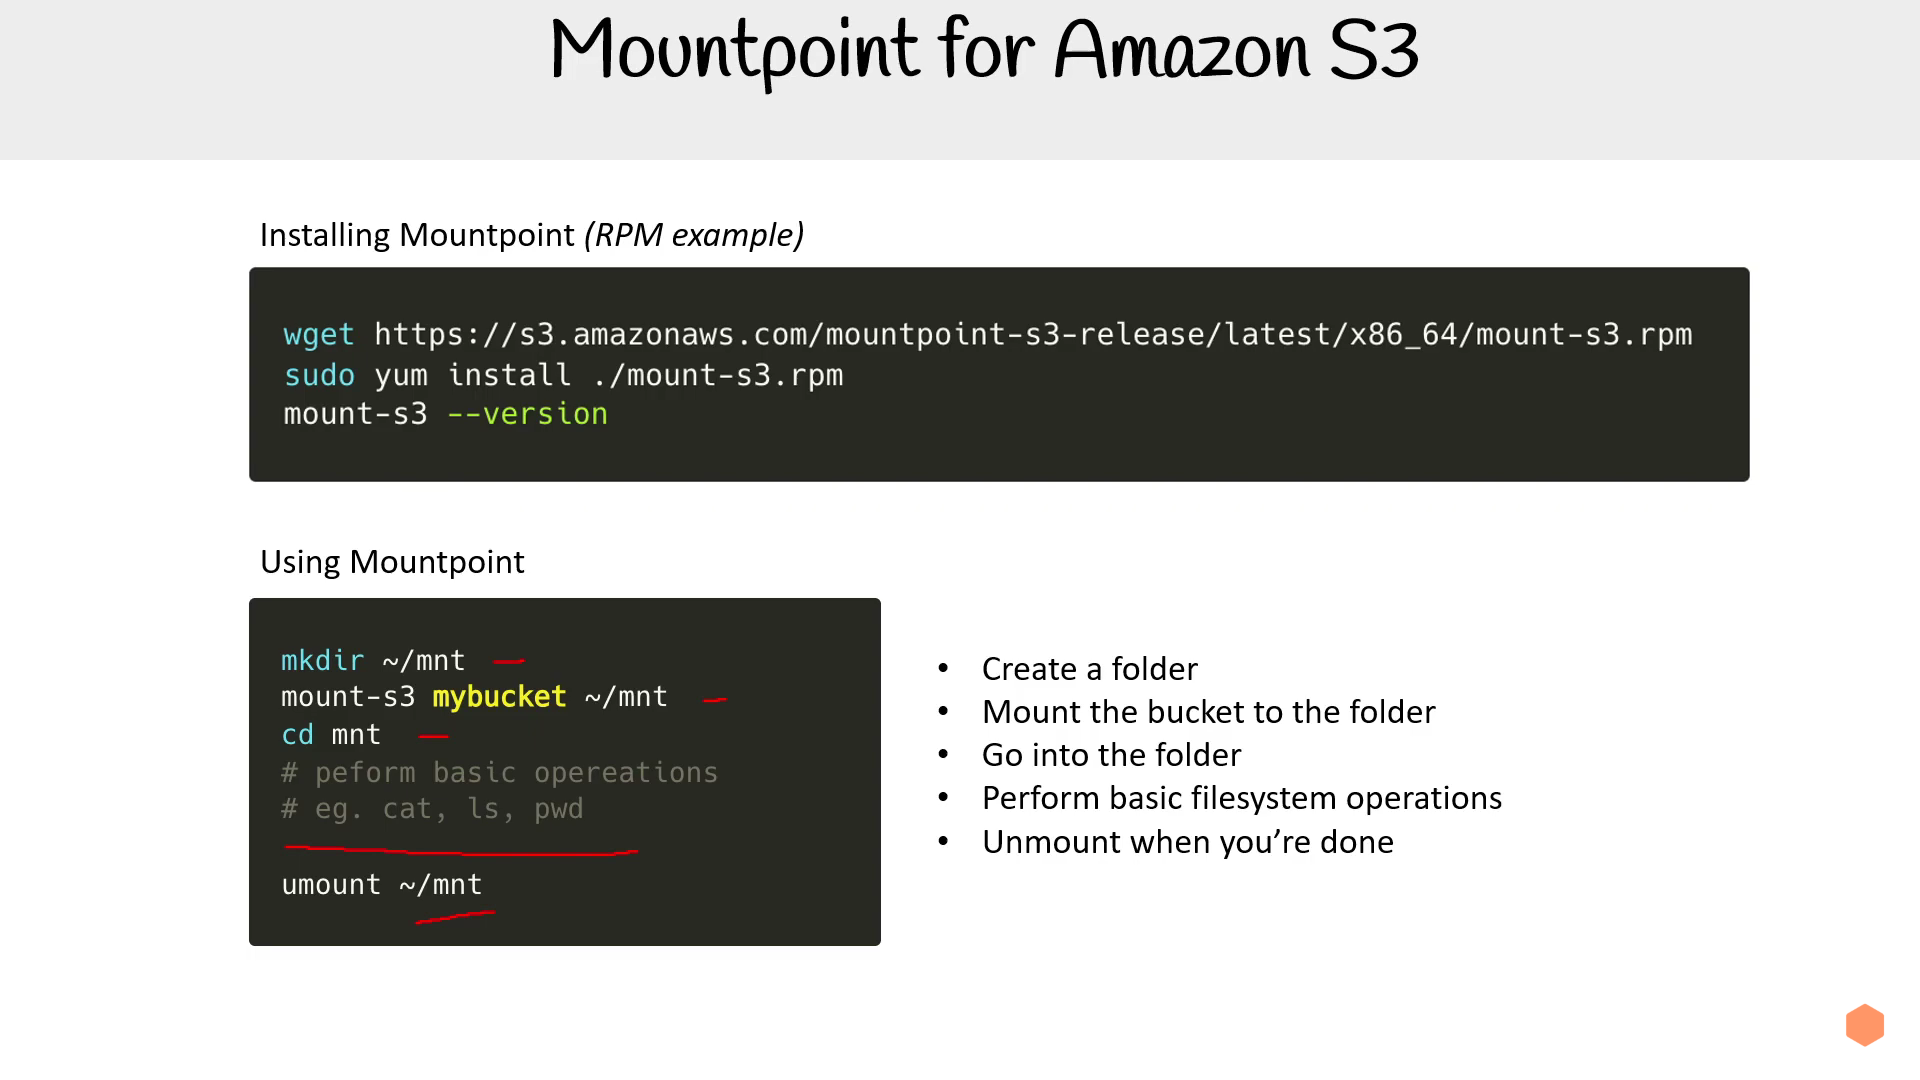 Mountpoint for Amazon S3
Installing Mountpoint (RPM example)
wget https://s3.amazonaws.com/mountpoint-s3-release/latest/x86_64/mount-s3.rpm
sudo yum install ./mount-s3.rpm
mount-s3 --version
Using Mountpoint
mkdir ~/mnt
mount-s3 mybucket ~/mnt
cd mnt
# peform basic opereations
# eg. cat, ls, pwd
umount ~/mnt
• Create a folder
• Mount the bucket to the folder
• Go into the folder
• Perform basic filesystem operations
• Unmount when you’re done